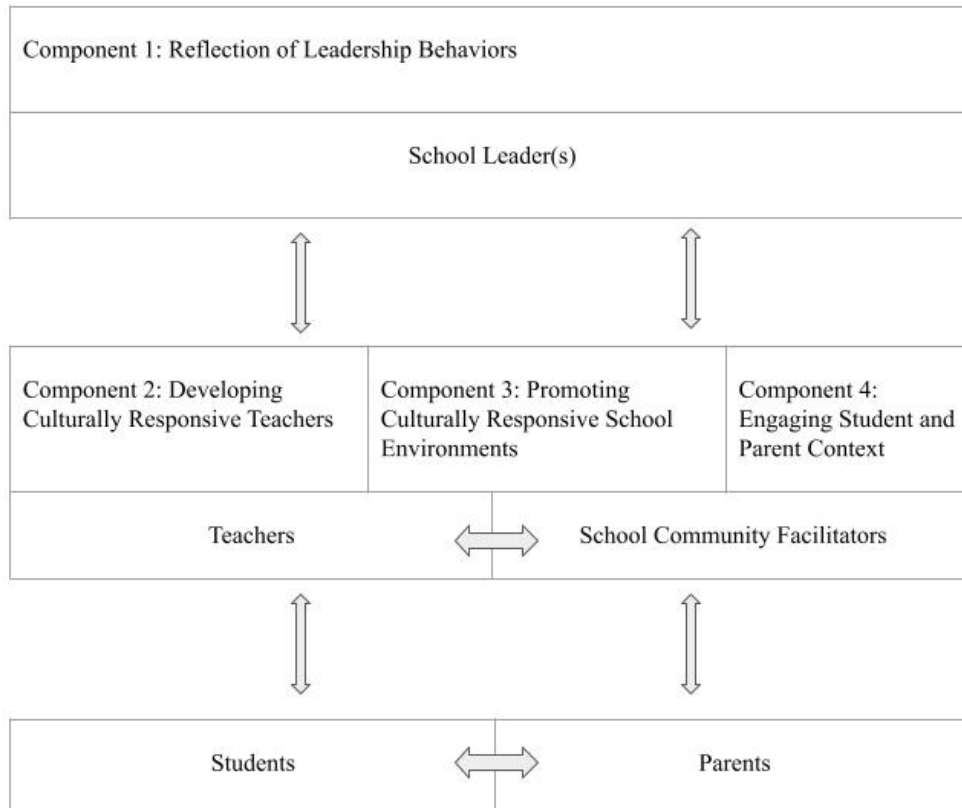 Component 1: Reflection of Leadership Behaviors
School Leader(s)
Component 2: Developing
Culturally Responsive Teachers
Component 3: Promoting
Culturally Responsive School
Environments
Component 4:
Engaging Student and
Parent Context
Teachers
School Community Facilitators
Students
Parents